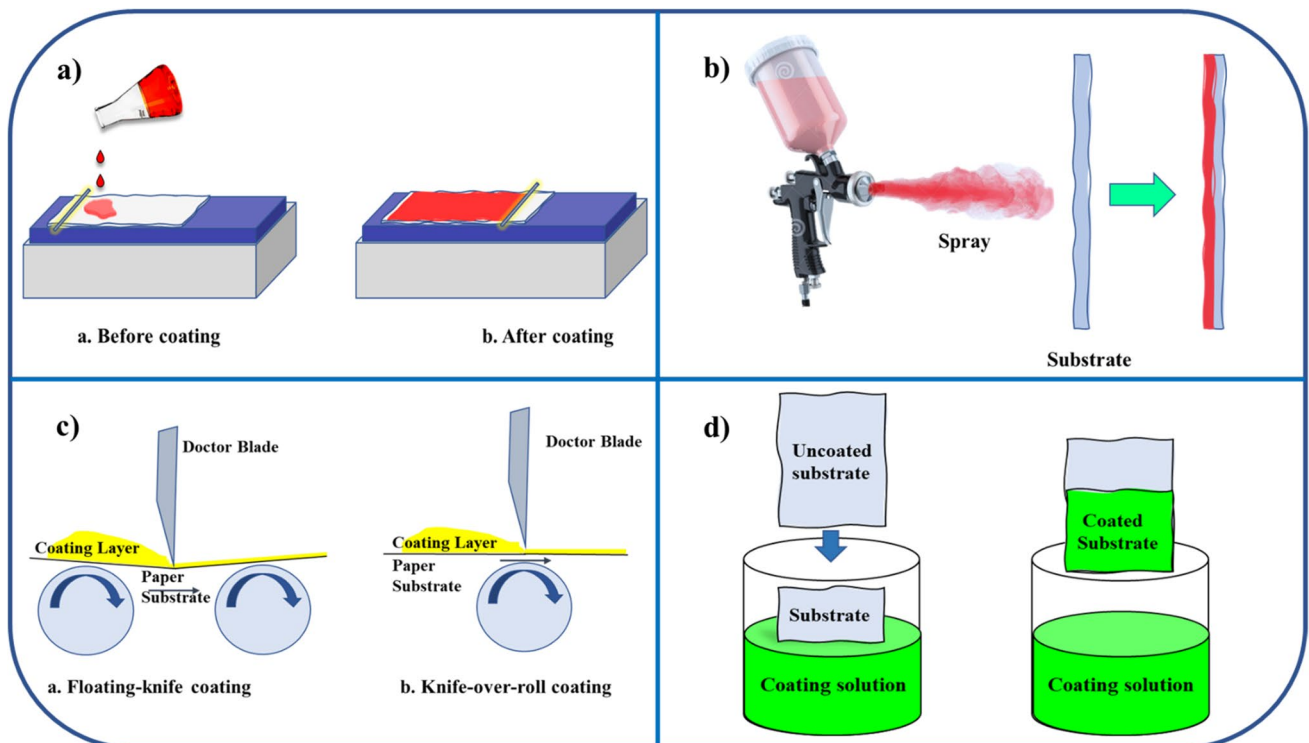 a)
a. Before coating
b. After coating
b)
Spray
Substrate
c)
Doctor Blade
Coating Layer
Paper
Substrate
a. Floating-knife coating
Doctor Blade
Coating Layer
Paper
Substrate
b. Knife-over-roll coating
d)
Uncoated
substrate
Substrate
Coating solution
Coated
Substrate
Coating solution